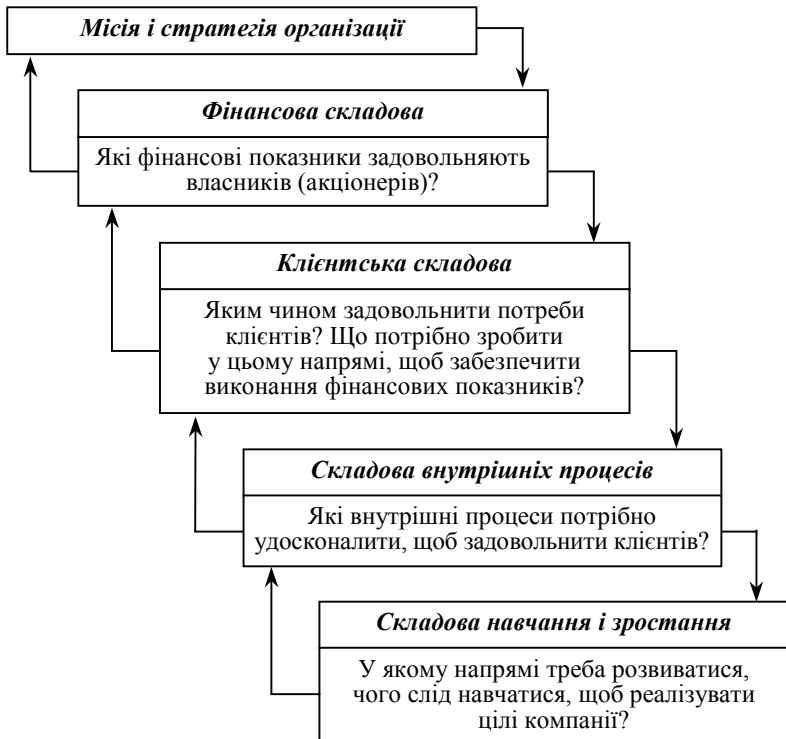 Місія і стратегія організації
Фінансова складова
Які фінансові показники задовольняють
власників (акціонерів)?
Клієнтська складова
Яким чином задовольнити потреби
клієнтів? Що потрібно зробити
у цьому напрямі, щоб забезпечити
виконання фінансових показників?
Складова внутрішніх процесів
Які внутрішні процеси потрібно
удосконалити, щоб задовольнити клієнтів?
Складова навчання і зростання
У якому напрямі треба розвиватися,
чого слід навчатися, щоб реалізувати
цілі компанії?